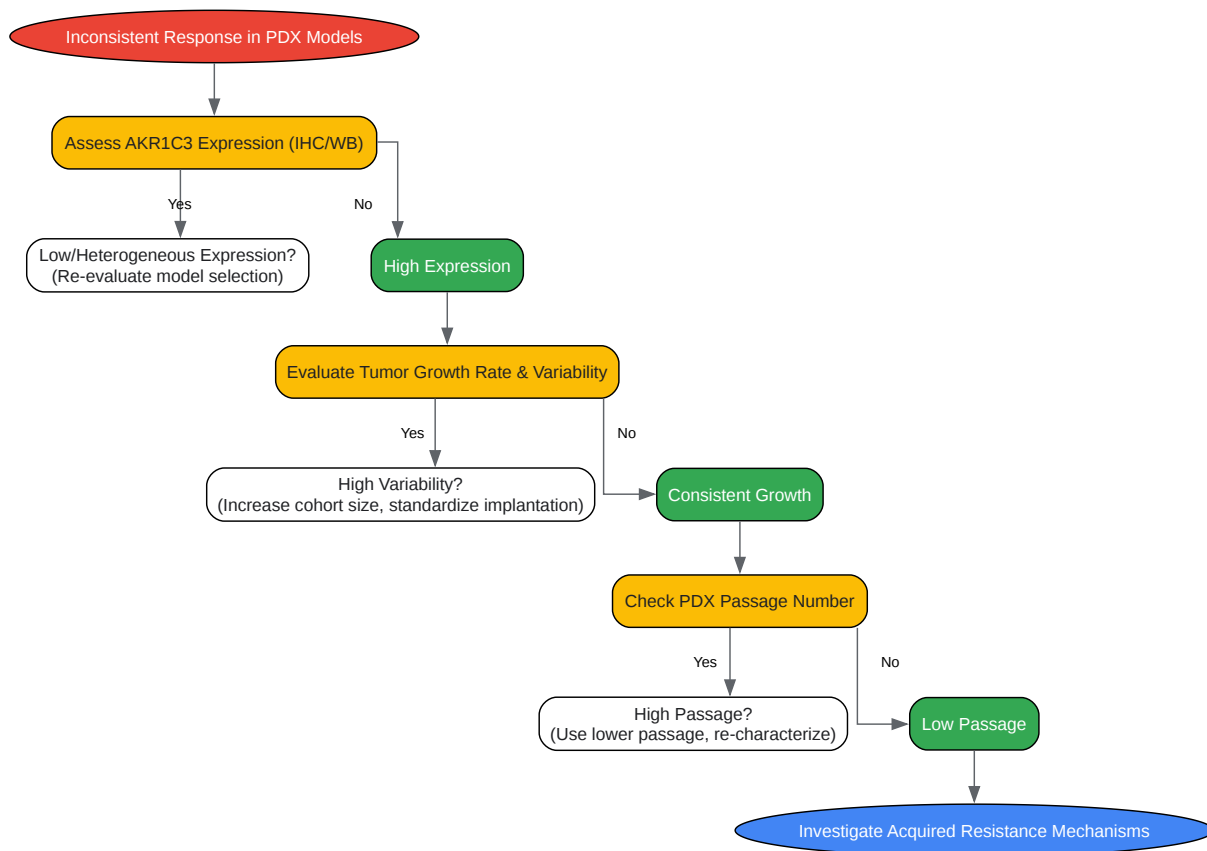 Inconsistent Response in PDX Models
Assess AKR1C3 Expression (IHC/WB)
Yes
No
Low/Heterogeneous Expression?
(Re-evaluate model selection)
High Expression
Evaluate Tumor Growth Rate & Variability
Yes
No
High Variability?
(Increase cohort size, standardize implantation)
Consistent Growth
Check PDX Passage Number
Yes
No
High Passage?
(Use lower passage, re-characterize)
Low Passage
Investigate Acquired Resistance Mechanisms